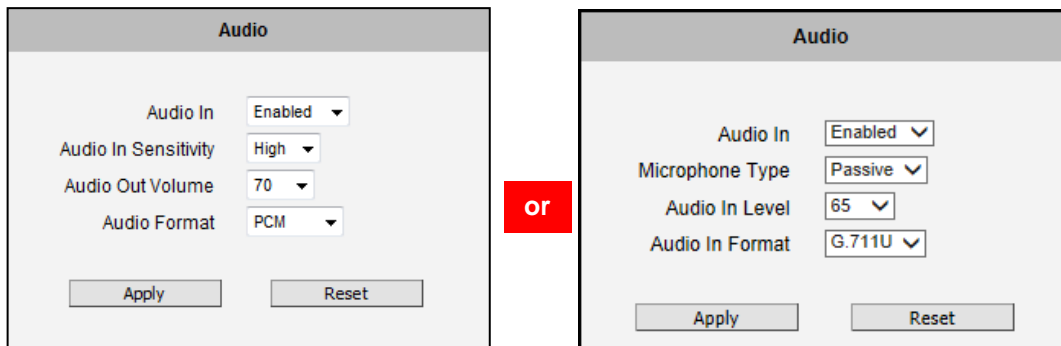 Audio
Audio In Enabled
Audio In Sensitivity High
Audio Out Volume 70
Audio Format PCM
Apply Reset
or
Audio
Audio In Enabled
Microphone Type Passive
Audio In Level 65
Audio In Format G.711U
Apply Reset